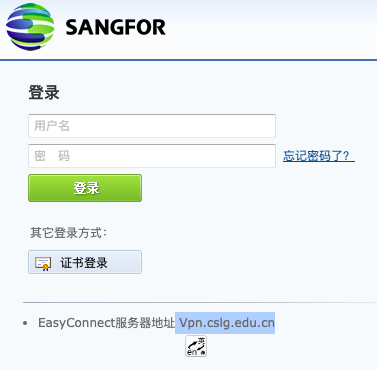 SANGFOR
登录
用户名
密 码
忘记密码了?
登录
其它登录方式:
证书登录
EasyConnect服务器地址 Vpn.cslg.edu.cn
英
en